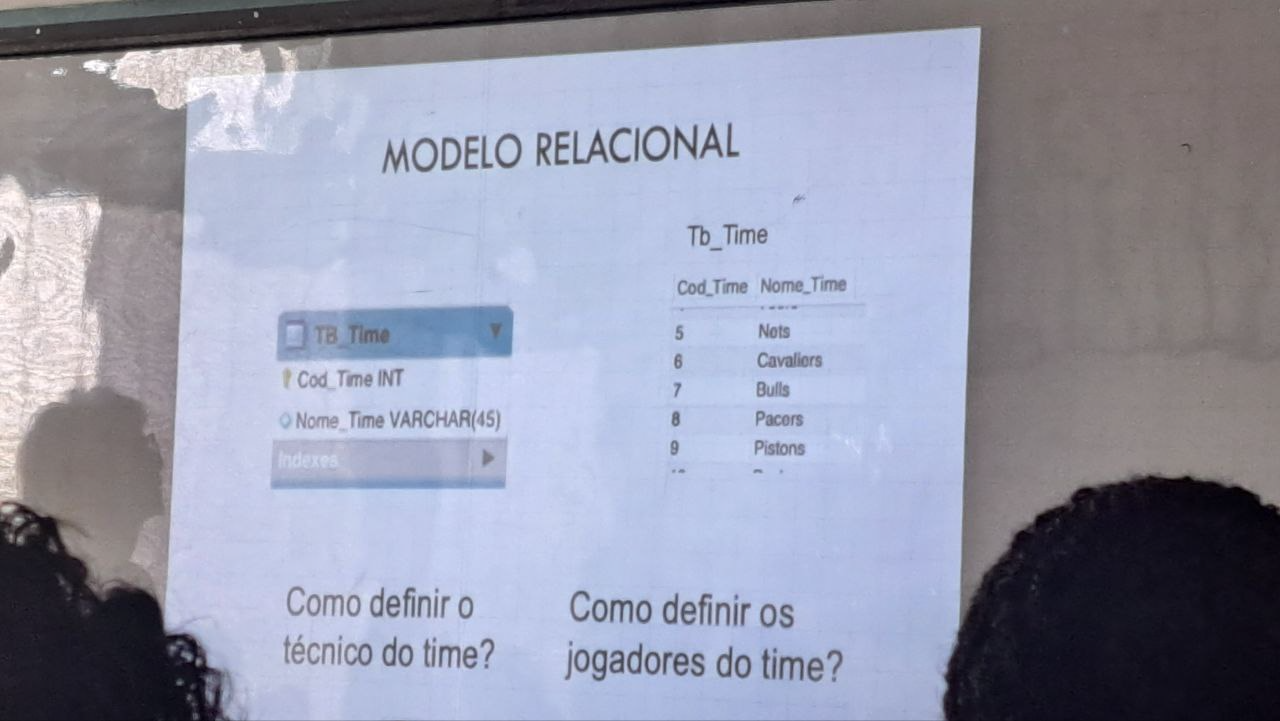 MODELO RELACIONAL
TB_Time
Cod_Time INT
Nome_Time VARCHAR(45)
Indexes
Tb_Time
Cod_Time Nome_Time
5 Nets
6 Cavaliers
7 Bulls
8 Pacers
9 Pistons
Como definir o
técnico do time?
Como definir os
jogadores do time?